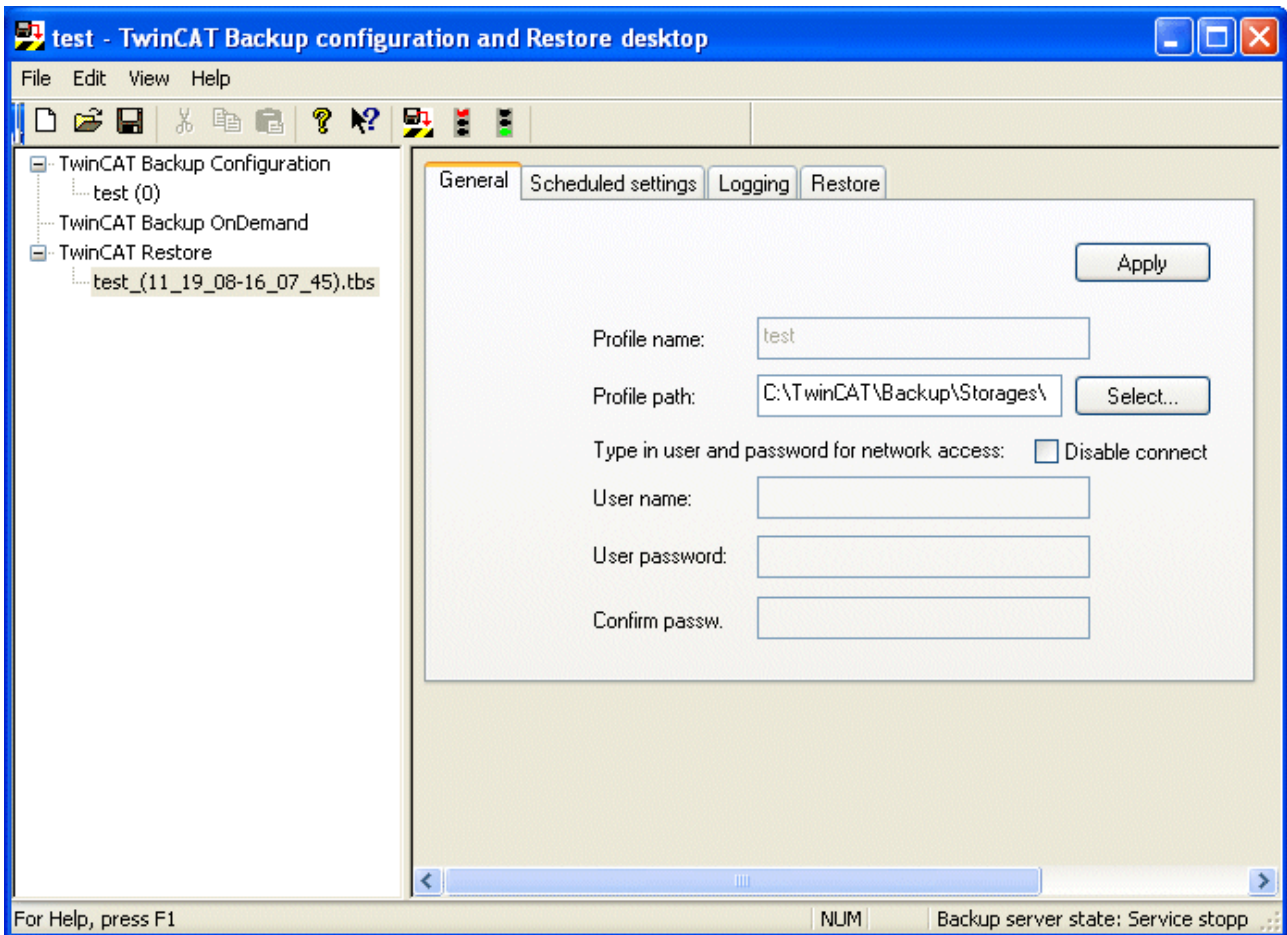 test - TwinCAT Backup configuration and Restore desktop
File Edit View Help
TwinCAT Backup Configuration
test (0)
TwinCAT Backup OnDemand
TwinCAT Restore
test_(11_19_08-16_07_45).tbs
General Scheduled settings Logging Restore
Apply
Profile name: test
Profile path: C:\TwinCAT\Backup\Storages\ Select...
Type in user and password for network access: Disable connect
User name:
User password:
Confirm passw.
For Help, press F1 NUM Backup server state: Service stopp